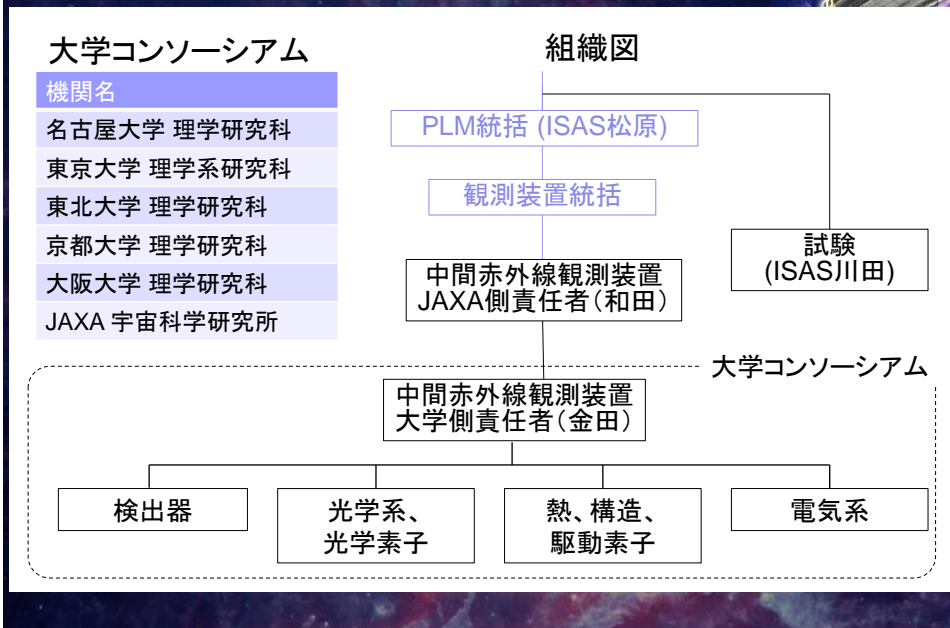 大学コンソーシアム
機関名
名古屋大学 理学研究科
東京大学 理学系研究科
東北大学 理学研究科
京都大学 理学研究科
大阪大学 理学研究科
JAXA 宇宙科学研究所
組織図
PLM統括 (ISAS松原)
観測装置統括
中間赤外線観測装置
JAXA側責任者(和田)
試験
(ISAS川田)
大学コンソーシアム
中間赤外線観測装置
大学側責任者(金田)
検出器
光学系、
光学素子
熱、構造、
駆動素子
電気系